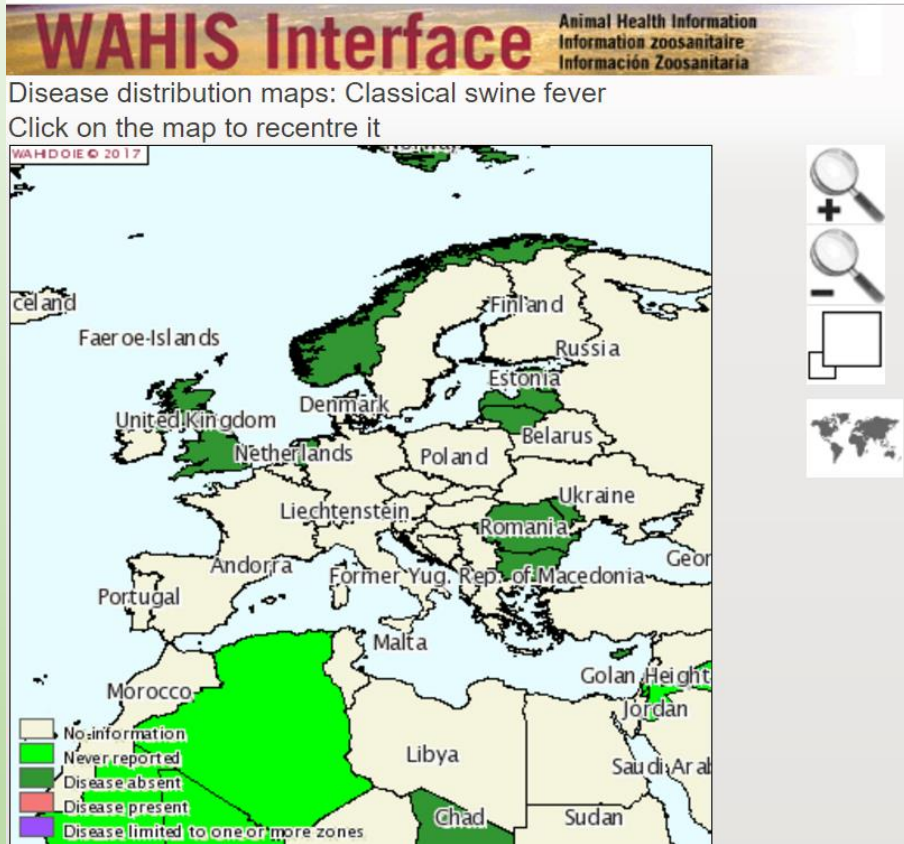 WAHIS Interface
Animal Health Information
Information zoosanitaire
Información Zoosanitaria
Disease distribution maps: Classical swine fever
Click on the map to recentre it
WAHDOIE © 2017
Norway
celand
Finland
Faeroe-Islands
Russia
Estonia
Denmark
United Kingdom
Belarus
Netherlands
Poland
Ukraine
Liechtenstein
Romania
Geor
Andorra
Former Yug. Rep. of Macedonia
Portugal
Malta
Golan Height
Morocco
Jordan
No information
Never reported
Libya
Saudi Arab
Disease absent
Disease present
Chad
Sudan
Disease limited to one or more zones